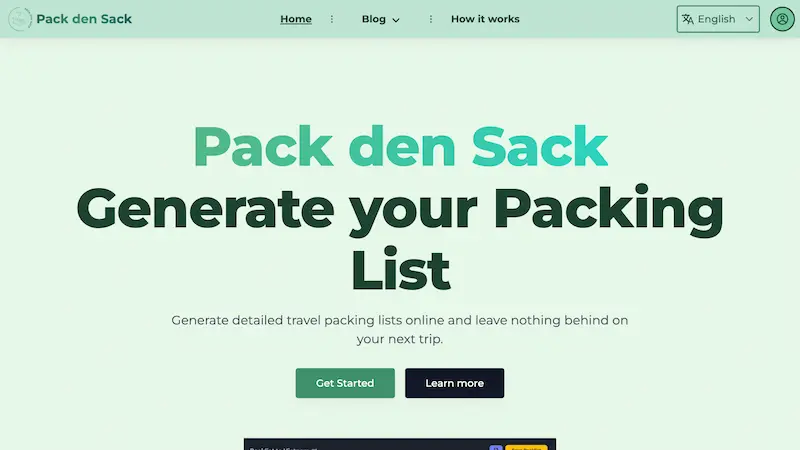 Pack den Sack
Home
Blog
How it works
English
Pack den Sack
Generate your Packing
List
Generate detailed travel packing lists online and leave nothing behind on
your next trip.
Get Started
Learn more